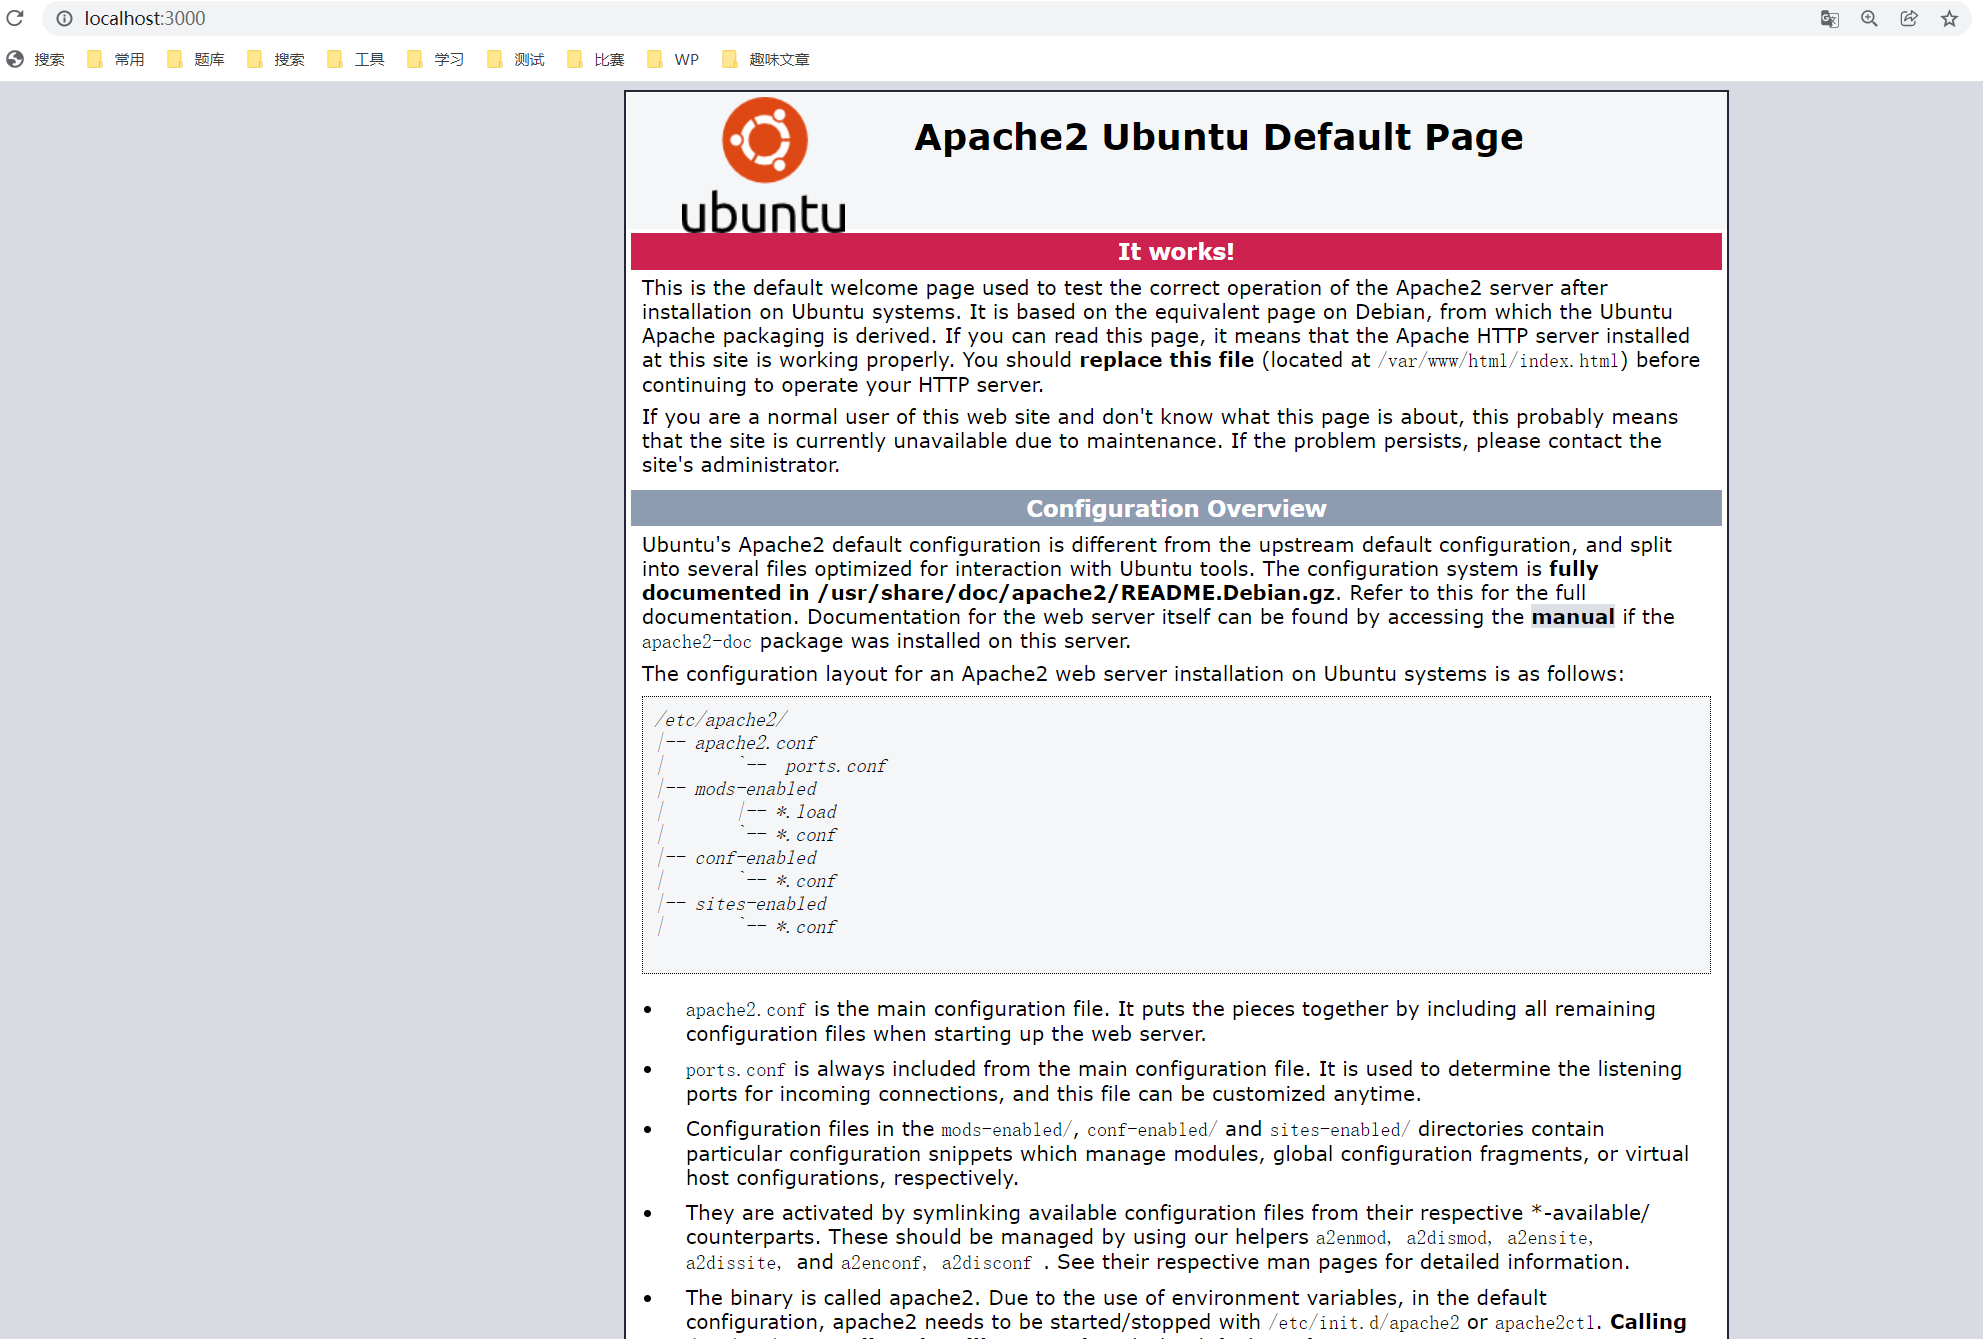 localhost:3000
搜索 常用 题库 搜索 工具 学习 测试 比赛 WP 趣味文章
ubuntu
Apache2 Ubuntu Default Page
It works!
This is the default welcome page used to test the correct operation of the Apache2 server after
installation on Ubuntu systems. It is based on the equivalent page on Debian, from which the Ubuntu
Apache packaging is derived. If you can read this page, it means that the Apache HTTP server installed
at this site is working properly. You should replace this file (located at /var/www/html/index.html) before
continuing to operate your HTTP server.
If you are a normal user of this web site and don't know what this page is about, this probably means
that the site is currently unavailable due to maintenance. If the problem persists, please contact the
site's administrator.
Configuration Overview
Ubuntu's Apache2 default configuration is different from the upstream default configuration, and split
into several files optimized for interaction with Ubuntu tools. The configuration system is fully
documented in /usr/share/doc/apache2/README.Debian.gz. Refer to this for the full
documentation. Documentation for the web server itself can be found by accessing the manual if the
apache2-doc package was installed on this server.
The configuration layout for an Apache2 web server installation on Ubuntu systems is as follows:
/etc/apache2/
|-- apache2.conf
|       `--  ports.conf
|-- mods-enabled
|       |-- *.load
|       `-- *.conf
|-- conf-enabled
|       `-- *.conf
|-- sites-enabled
|       `-- *.conf
• apache2.conf is the main configuration file. It puts the pieces together by including all remaining
configuration files when starting up the web server.
• ports.conf is always included from the main configuration file. It is used to determine the listening
ports for incoming connections, and this file can be customized anytime.
• Configuration files in the mods-enabled/, conf-enabled/ and sites-enabled/ directories contain
particular configuration snippets which manage modules, global configuration fragments, or virtual
host configurations, respectively.
• They are activated by symlinking available configuration files from their respective *-available/
counterparts. These should be managed by using our helpers a2enmod, a2dismod, a2ensite,
a2dissite, and a2enconf, a2disconf . See their respective man pages for detailed information.
• The binary is called apache2. Due to the use of environment variables, in the default
configuration, apache2 needs to be started/stopped with /etc/init.d/apache2 or apache2ctl. Calling